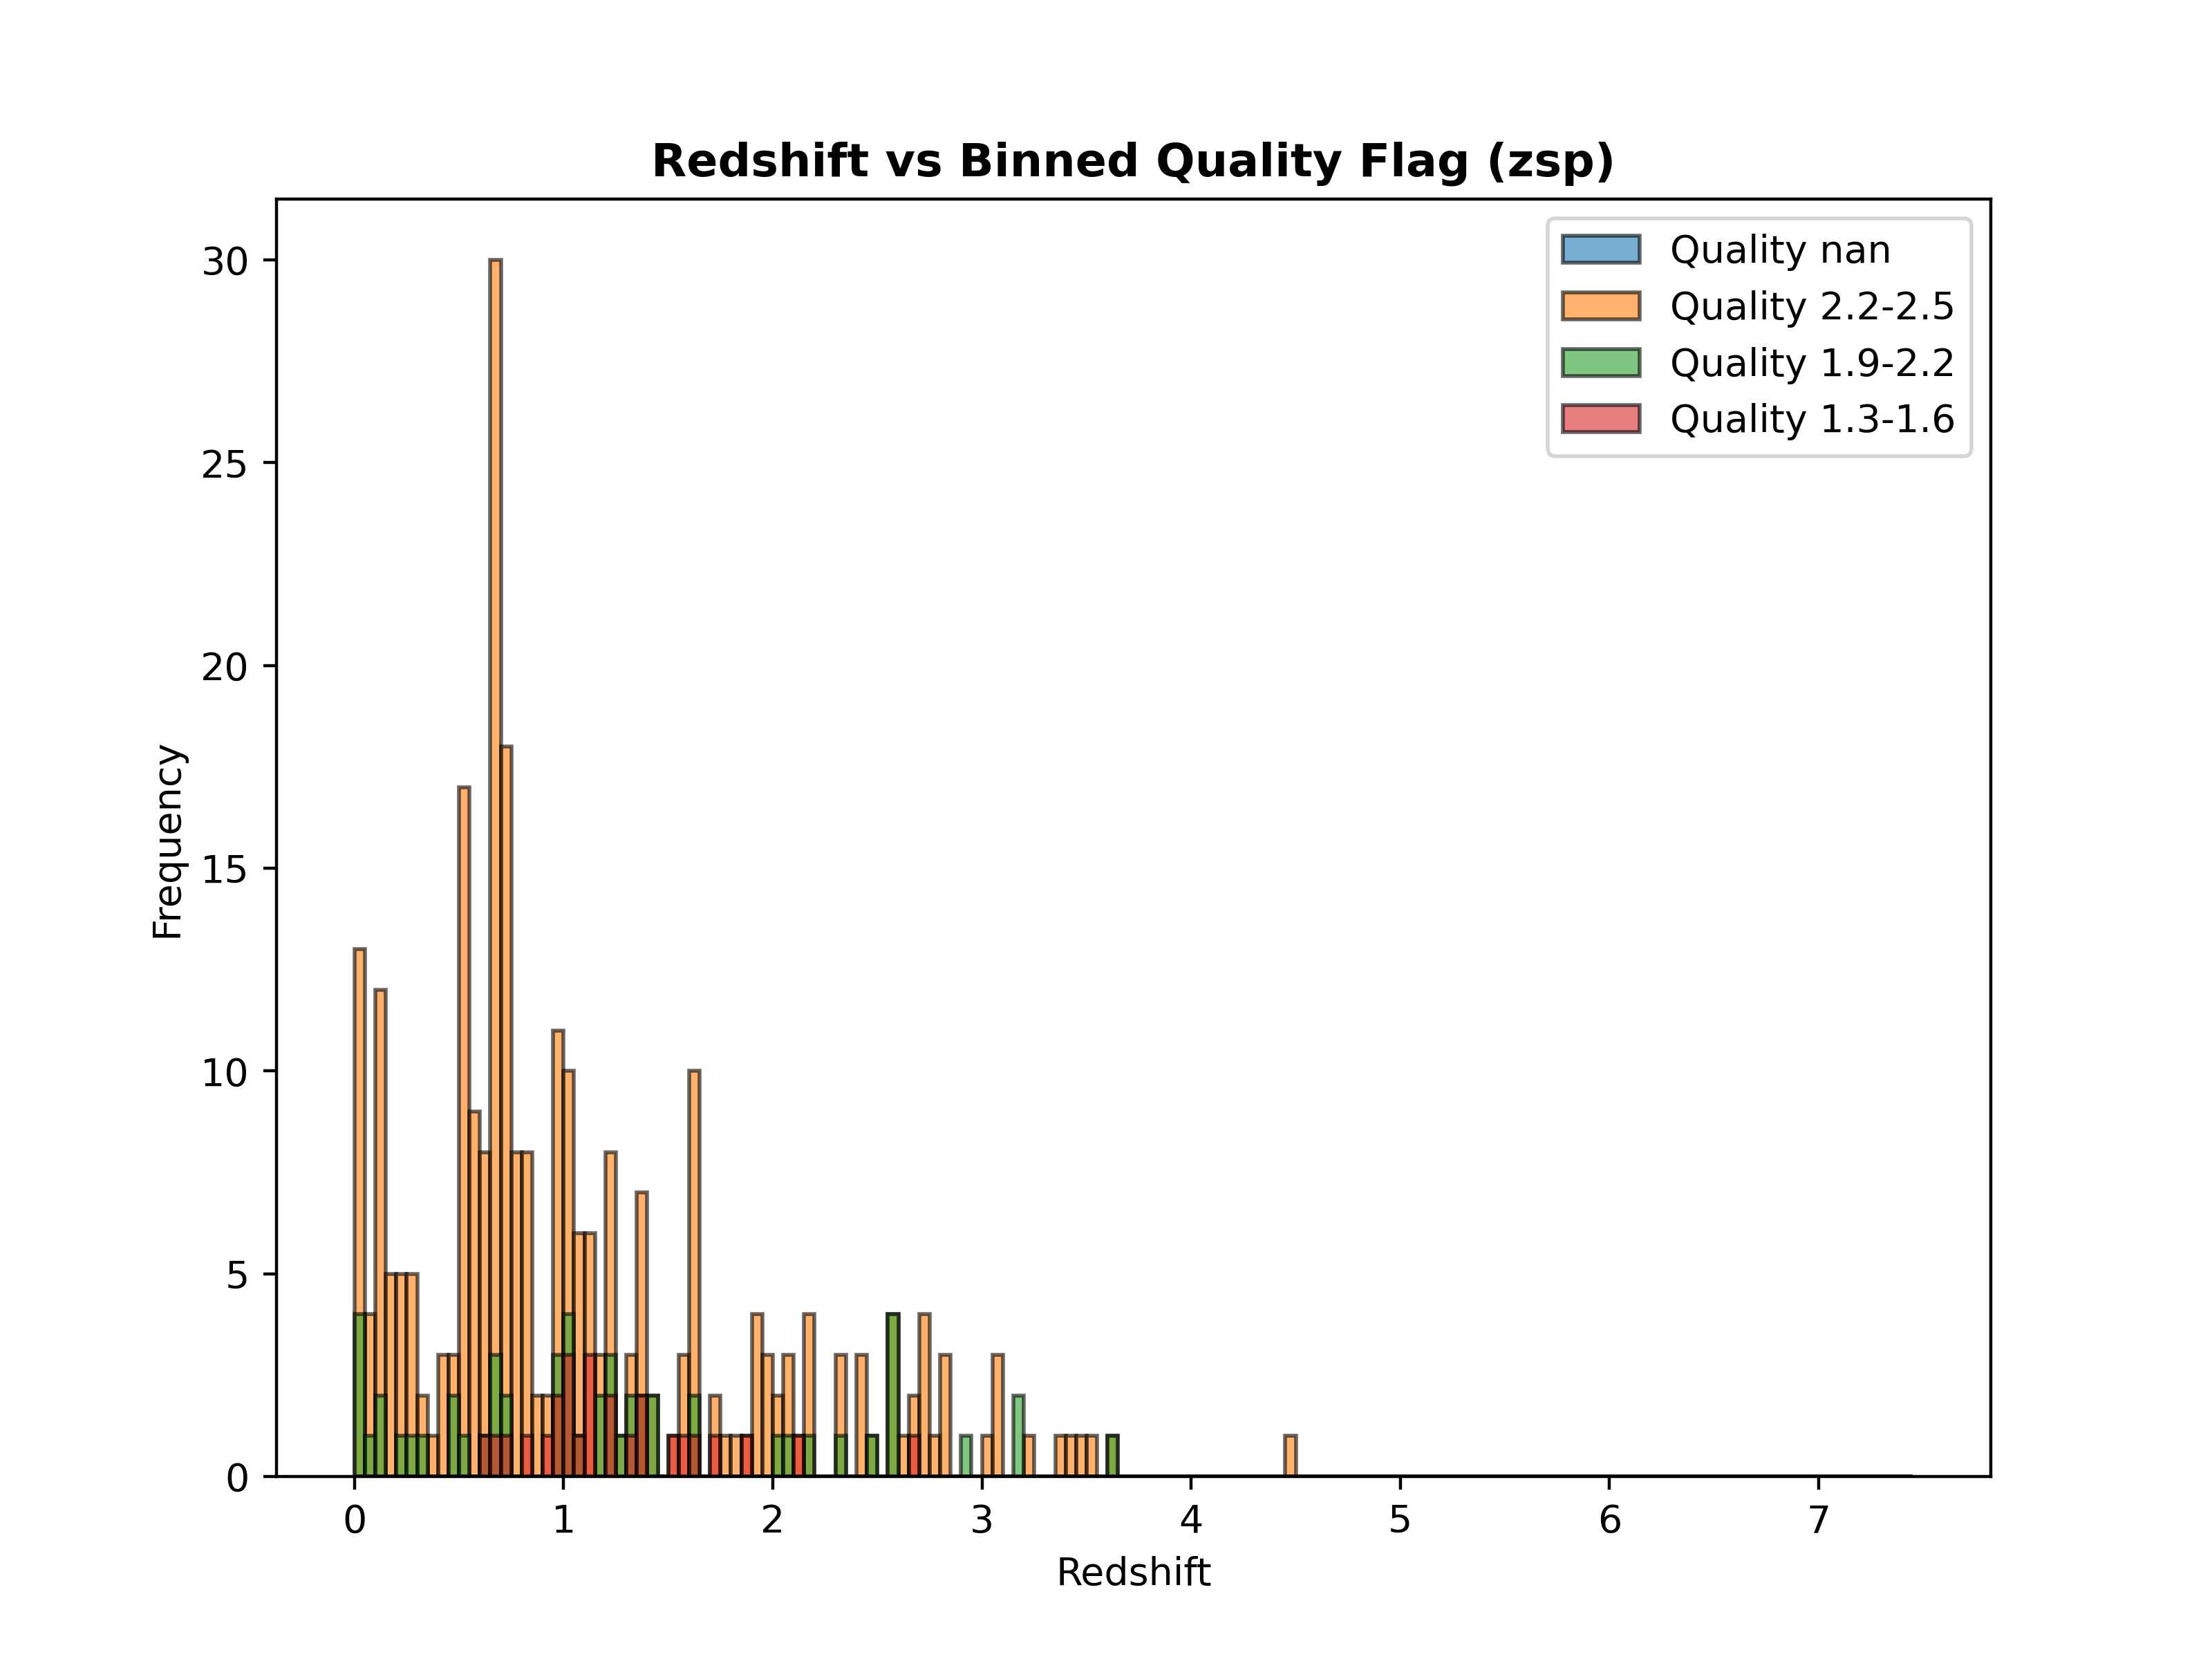 Redshift vs Binned Quality Flag (zsp)
Quality nan
Quality 2.2-2.5
Quality 1.9-2.2
Quality 1.3-1.6
30
25
20
15
10
5
0
Frequency
0 1 2 3 4 5 6 7
Redshift